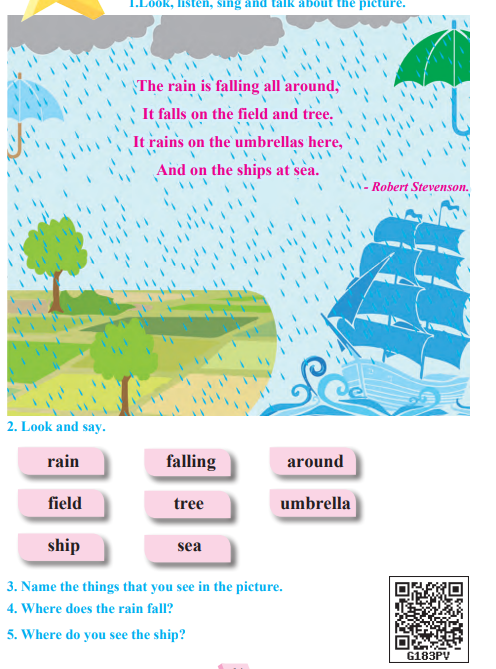 1.Look, listen, sing and talk about the picture.
The rain is falling all around,
It falls on the field and tree.
It rains on the umbrellas here,
And on the ships at sea.
- Robert Stevenson.
2. Look and say.
rain falling around
field tree umbrella
ship sea
3. Name the things that you see in the picture.
4. Where does the rain fall?
5. Where do you see the ship?
G183PV